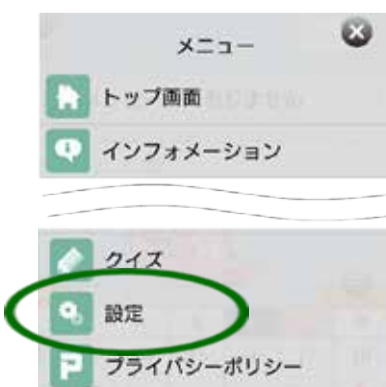 メニュー
トップ画面
インフォメーション
クイズ
設定
プライバシーポリシー